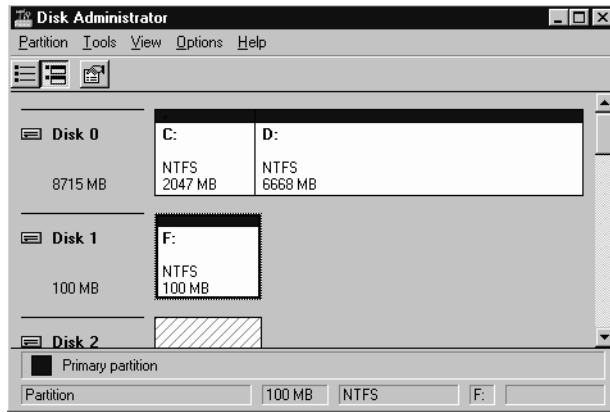 Disk Administrator
Partition Tools View Options Help
Disk 0
8715 MB
C:
NTFS
2047 MB
D:
NTFS
6668 MB
Disk 1
100 MB
F:
NTFS
100 MB
Disk 2
Primary partition
Partition 100 MB NTFS F: